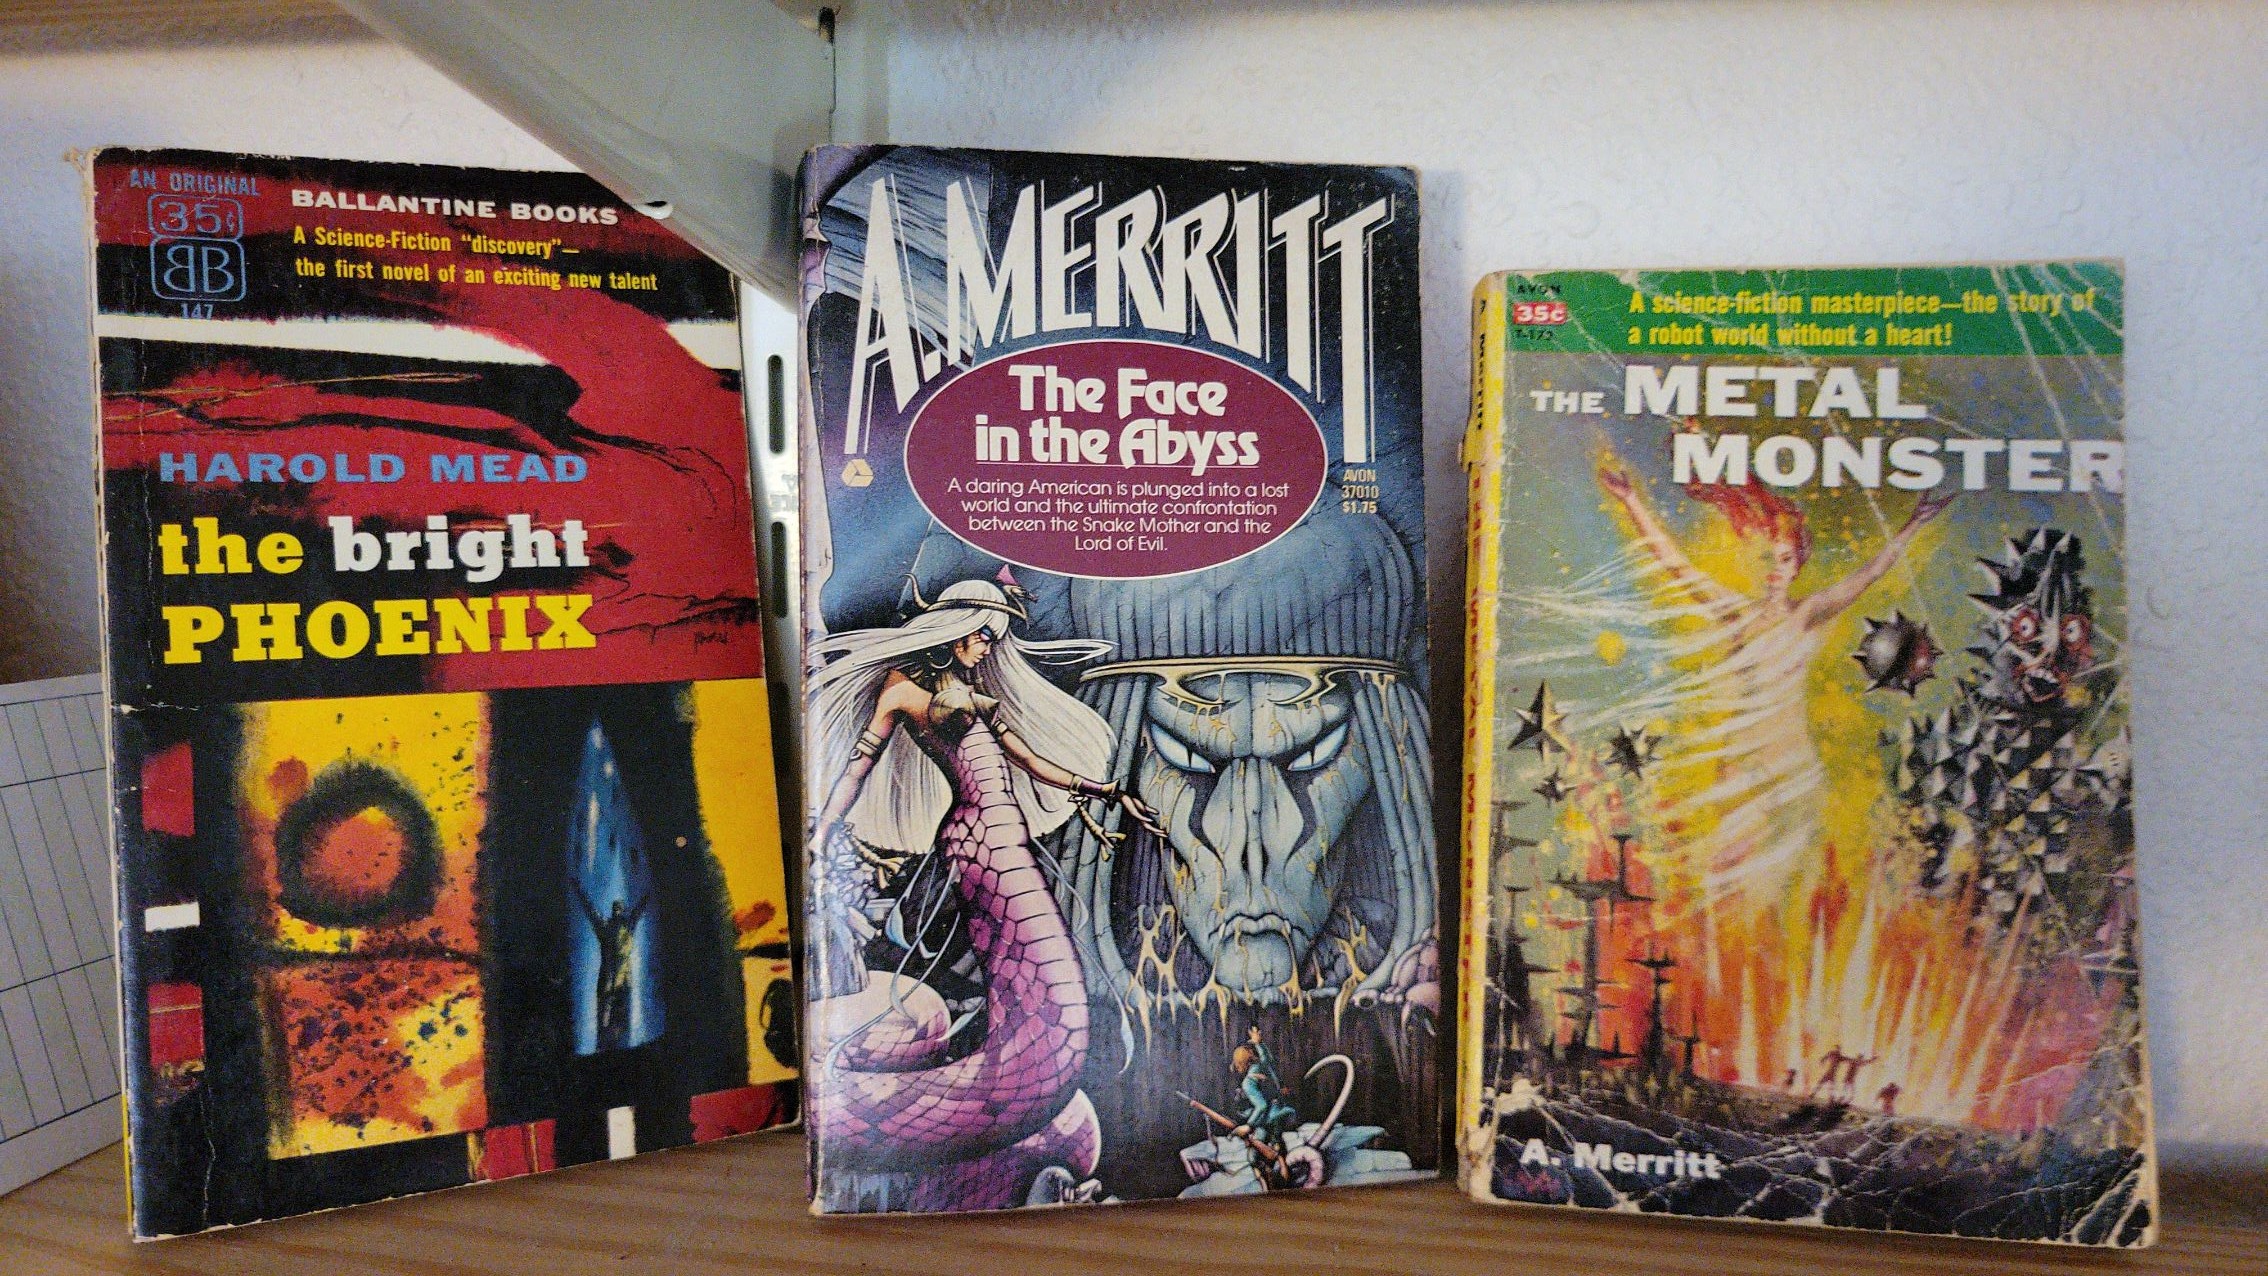 AN ORIGINAL
35¢
BB
147
BALLANTINE BOOKS
A Science-Fiction "discovery"—
the first novel of an exciting new talent
HAROLD MEAD
the bright
PHOENIX
A. MERRITT
The Face
in the Abyss
A daring American is plunged into a lost
world and the ultimate confrontation
between the Snake Mother and the
Lord of Evil.
AVON
37010
$1.75
AVON
35c
T-172
A science-fiction masterpiece—the story of
a robot world without a heart!
THE METAL
MONSTER
A. Merritt